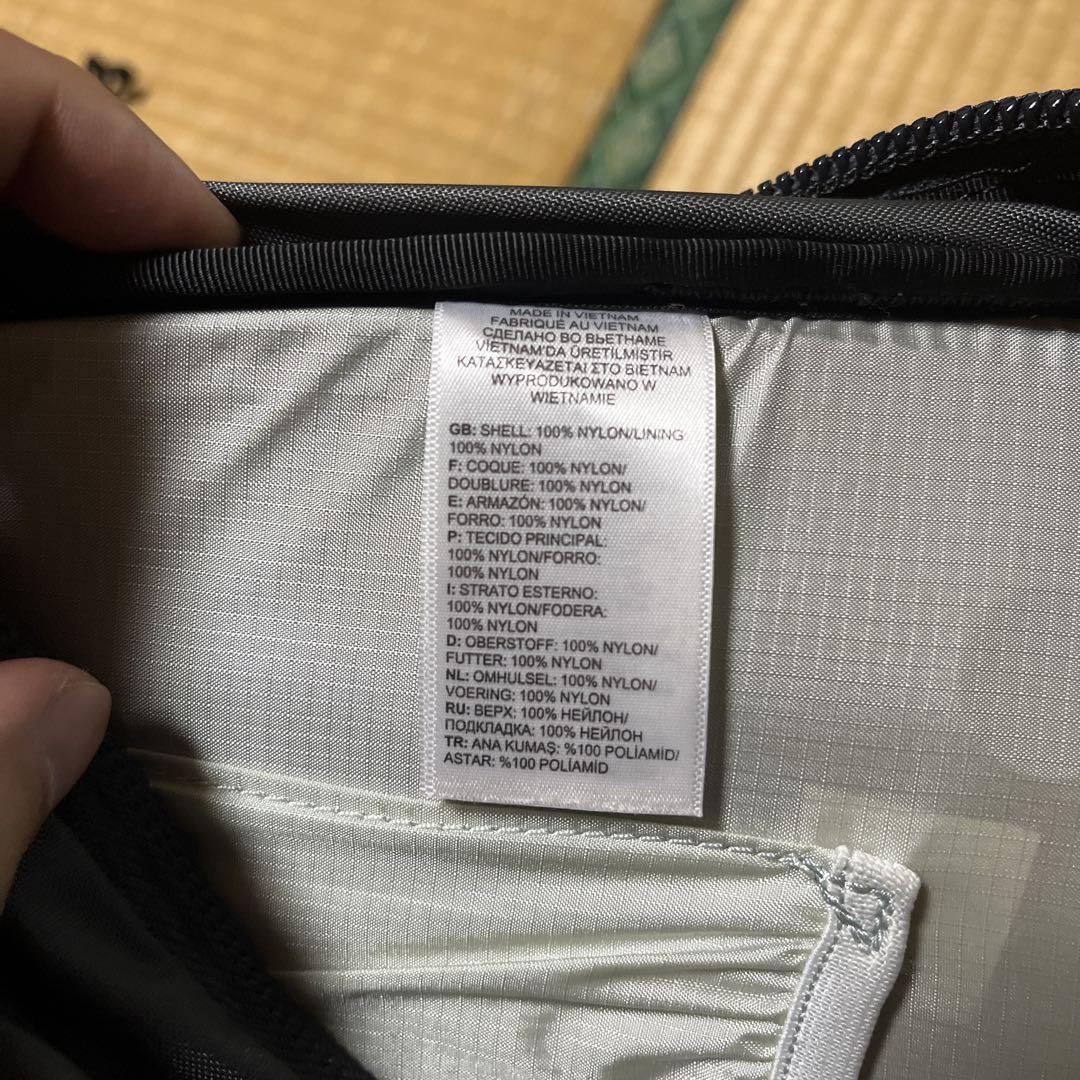 MADE IN VIETNAM
FABRIQUÉ AU VIETNAM
СДЕЛАНО ВО ВЬЕТНАМЕ
VIETNAM'DA ÜRETİLMİŞTİR
ΚΑΤΑΣΚΕΥΑΖΕΤΑΙ ΣΤΟ ΒΙΕΤΝΑΜ
WYPRODUKOWANO W
WIETNAMIE
GB: SHELL: 100% NYLON/LINING
100% NYLON
F: COQUE: 100% NYLON/
DOUBLURE: 100% NYLON
E: ARMAZÓN: 100% NYLON/
FORRO: 100% NYLON
P: TECIDO PRINCIPAL:
100% NYLON/FORRO:
100% NYLON
I: STRATO ESTERNO:
100% NYLON/FODERA:
100% NYLON
D: OBERSTOFF: 100% NYLON/
FUTTER: 100% NYLON
NL: OMHULSEL: 100% NYLON/
VOERING: 100% NYLON
RU: ВЕРХ: 100% НЕЙЛОН/
ПОДКЛАДКА: 100% НЕЙЛОН
TR: ANA KUMAŞ: %100 POLİAMİD/
ASTAR: %100 POLİAMİD